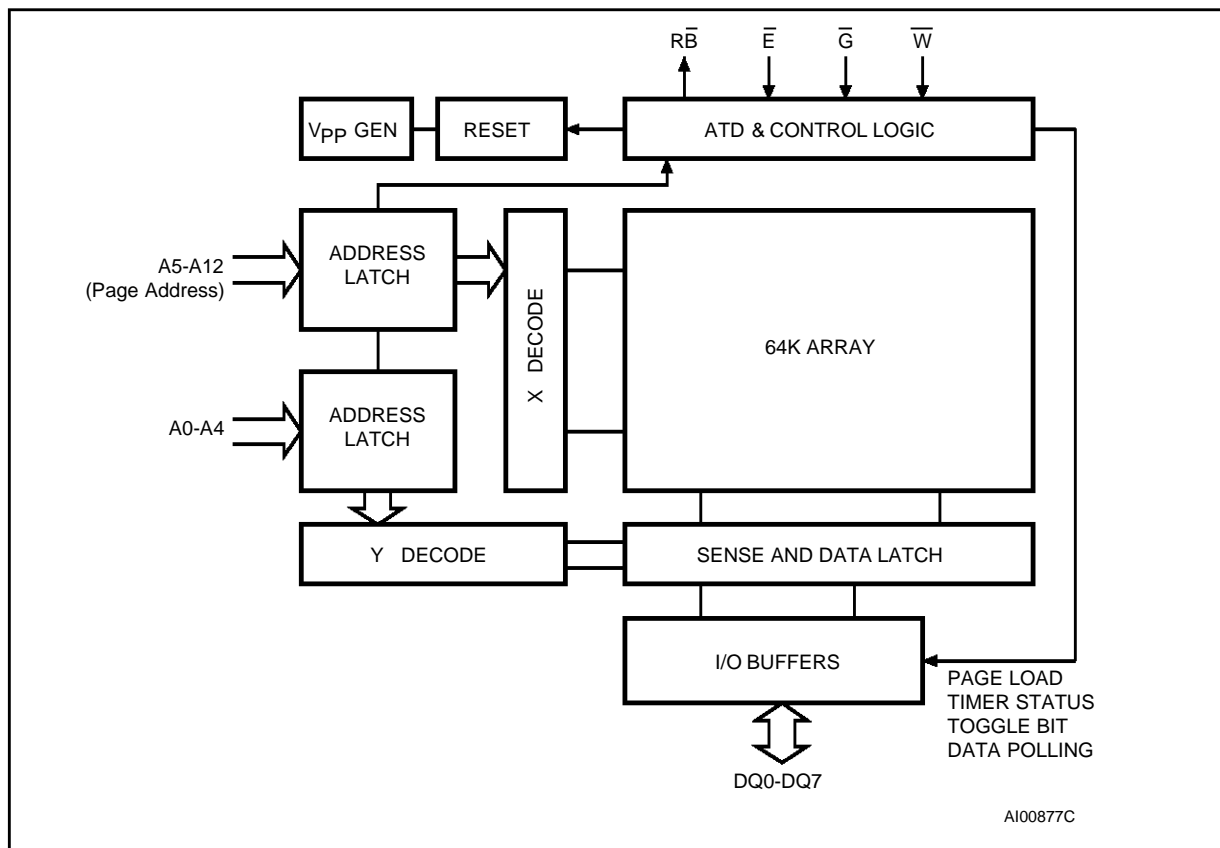 RB̅ E̅ G̅ W̅
VPP GEN
RESET
ATD & CONTROL LOGIC
A5-A12
(Page Address)
ADDRESS
LATCH
X DECODE
64K ARRAY
A0-A4
ADDRESS
LATCH
Y DECODE
SENSE AND DATA LATCH
I/O BUFFERS
PAGE LOAD
TIMER STATUS
TOGGLE BIT
DATA POLLING
DQ0-DQ7
AI00877C